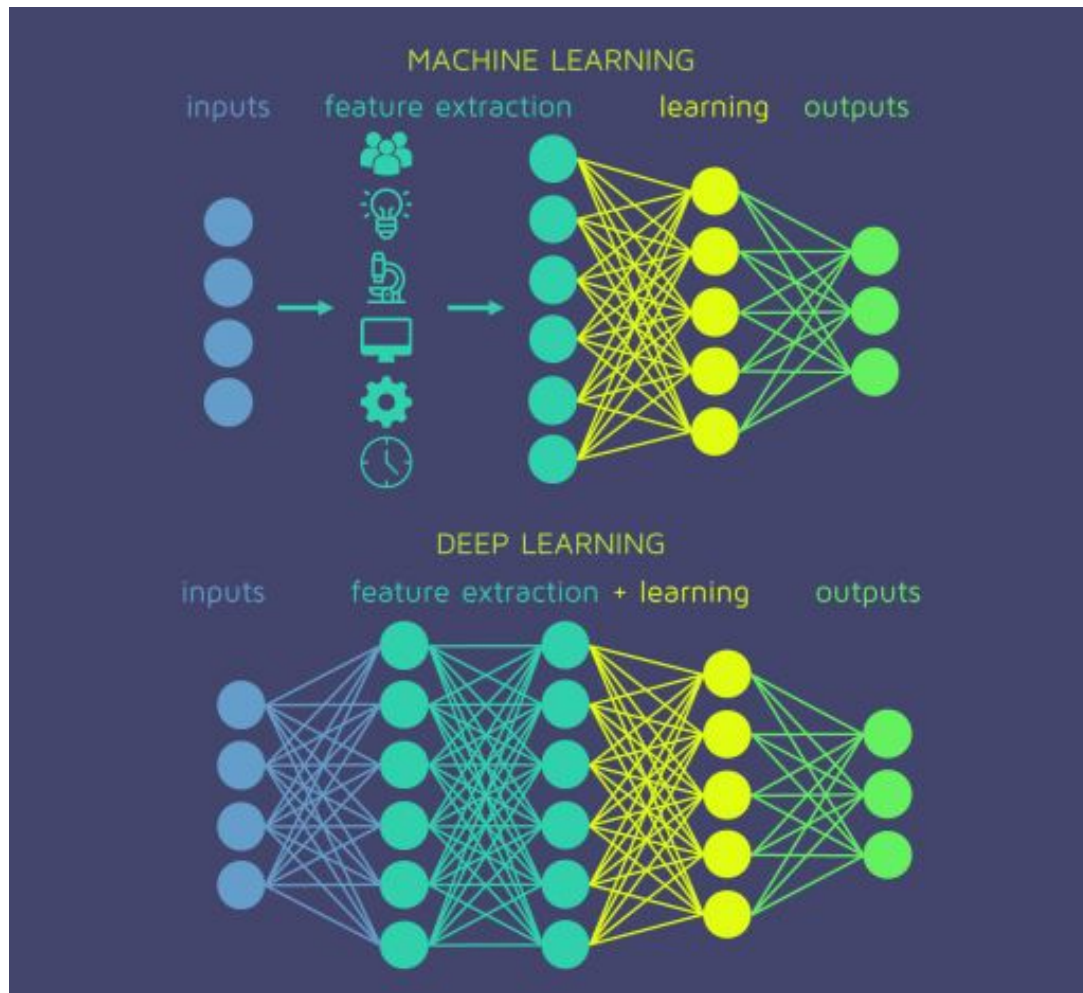 MACHINE LEARNING
inputs feature extraction learning outputs
DEEP LEARNING
inputs feature extraction + learning outputs